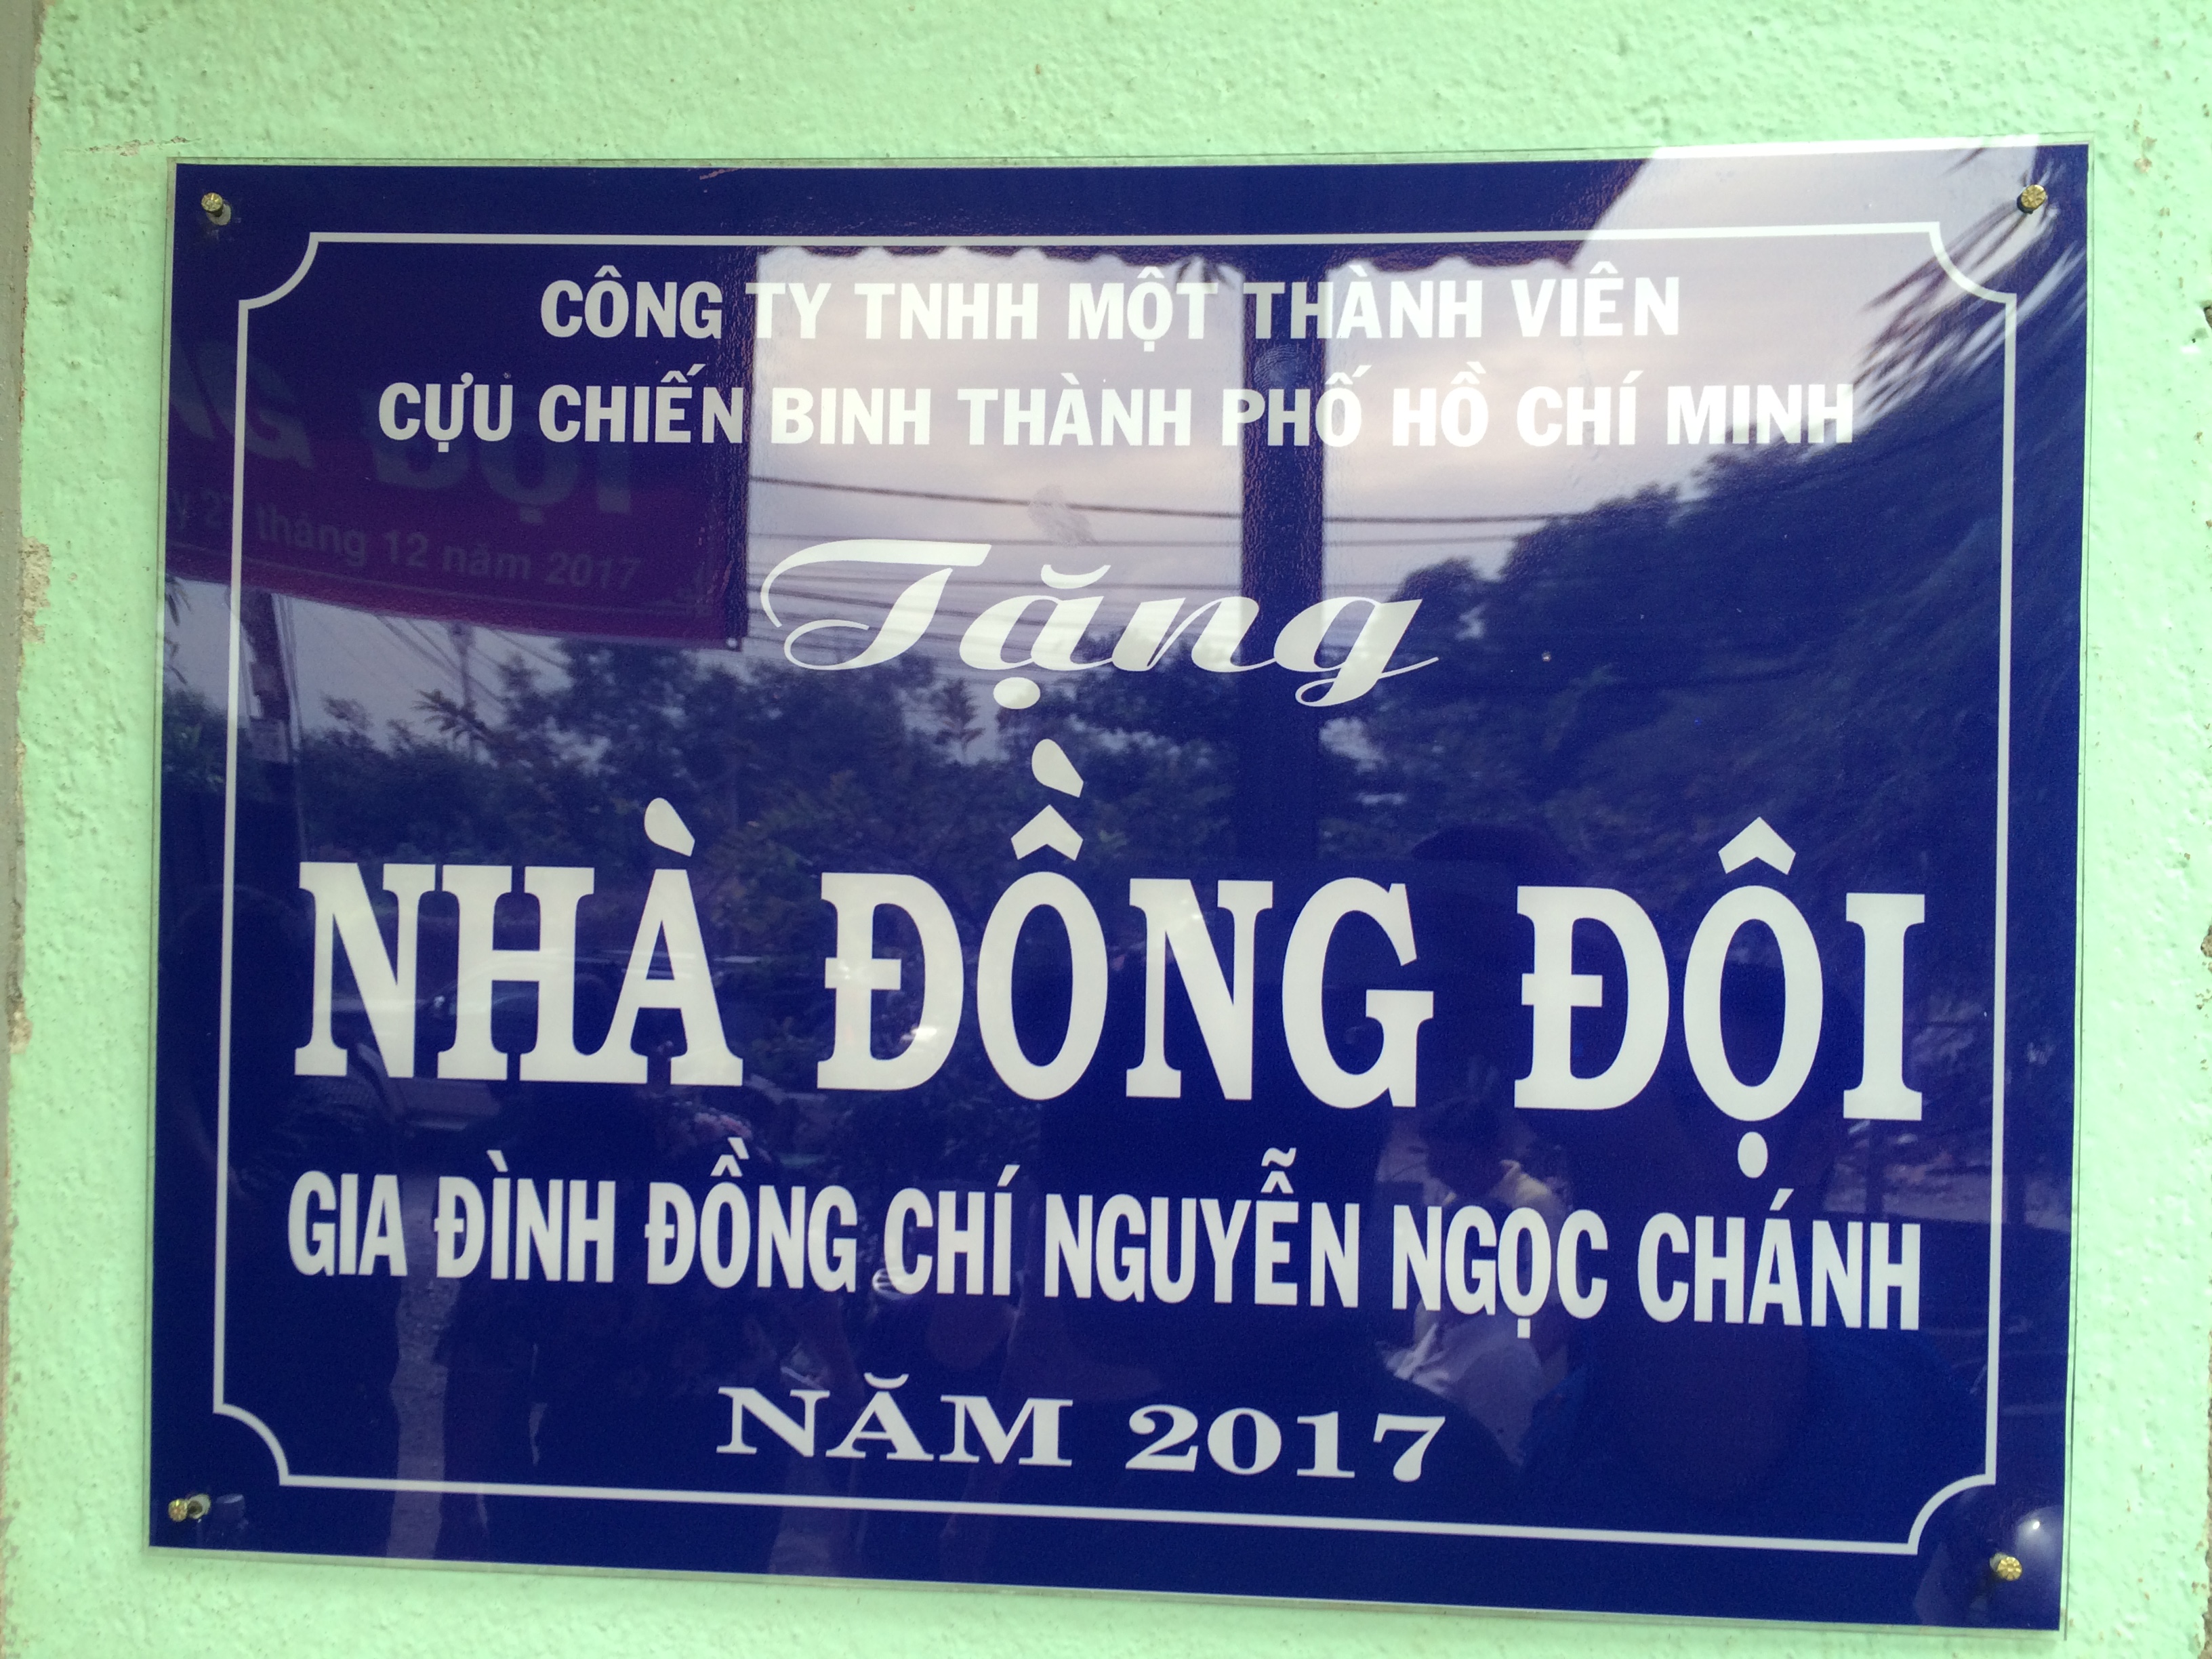 CÔNG TY TNHH MỘT THÀNH VIÊN
CỰU CHIẾN BINH THÀNH PHỐ HỒ CHÍ MINH
Tặng
NHÀ ĐỒNG ĐỘI
GIA ĐÌNH ĐỒNG CHÍ NGUYỄN NGỌC CHÁNH
NĂM 2017
ĐỘI
tháng 12 năm 2017